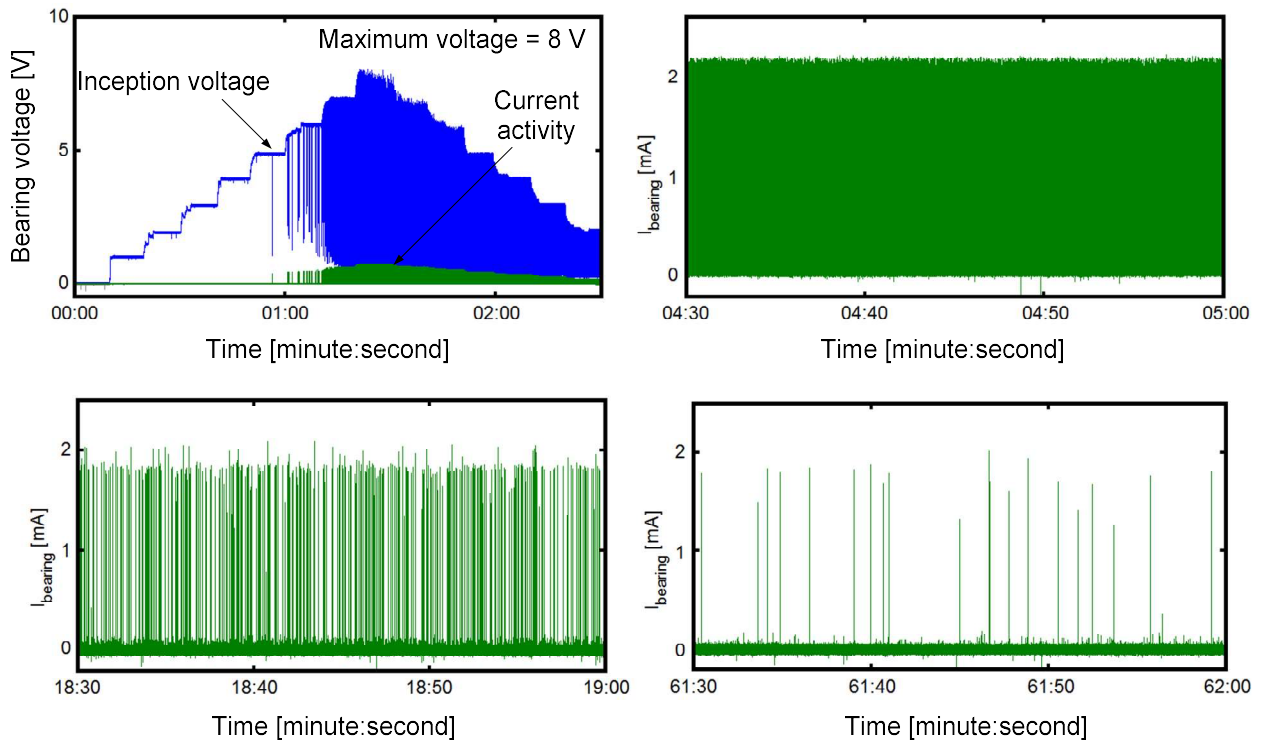 Bearing voltage [V]
10
5
0
Maximum voltage = 8 V
Inception voltage
Current
activity
00:00
01:00
02:00
Time [minute:second]
Ibearing [mA]
2
1
0
04:30
04:40
04:50
05:00
Time [minute:second]
Ibearing [mA]
2
1
0
18:30
18:40
18:50
19:00
Time [minute:second]
Ibearing [mA]
2
1
0
61:30
61:40
61:50
62:00
Time [minute:second]